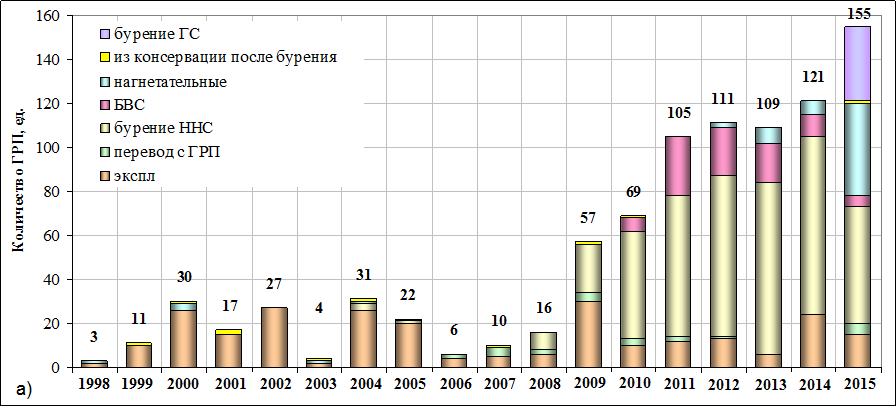 Количеств о ГРП, ед.
160
140
120
100
80
60
40
20
0
бурение ГС
из консервации после бурения
нагнетательные
БВС
бурение ННС
перевод с ГРП
экспл
3
11
30
17
27
4
31
22
6
10
16
57
69
105
111
109
121
155
1998 1999 2000 2001 2002 2003 2004 2005 2006 2007 2008 2009 2010 2011 2012 2013 2014 2015
а)